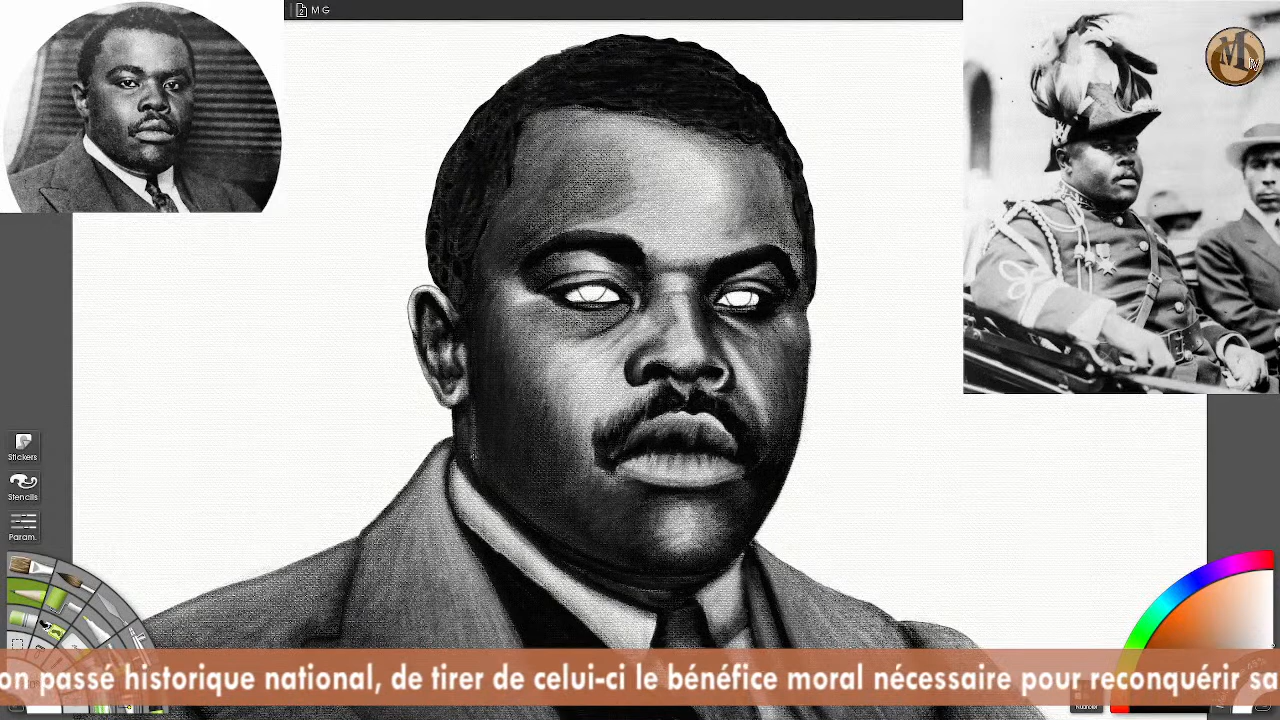 M G
Stickers
Stencils
Param.
on passé historique national, de tirer de celui-ci le bénéfice moral nécessaire pour reconquérir sa
Nuancier